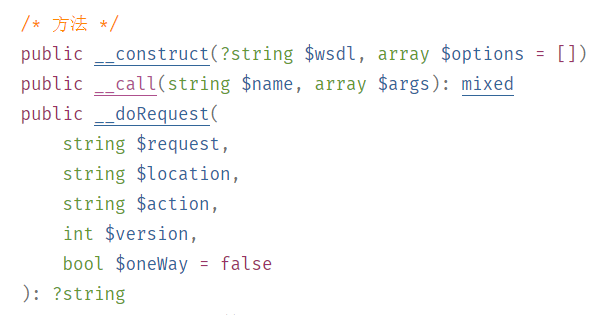 /* 方法 */
public __construct(?string $wsdl, array $options = [])
public __call(string $name, array $args): mixed
public __doRequest(
    string $request,
    string $location,
    string $action,
    int $version,
    bool $oneWay = false
): ?string